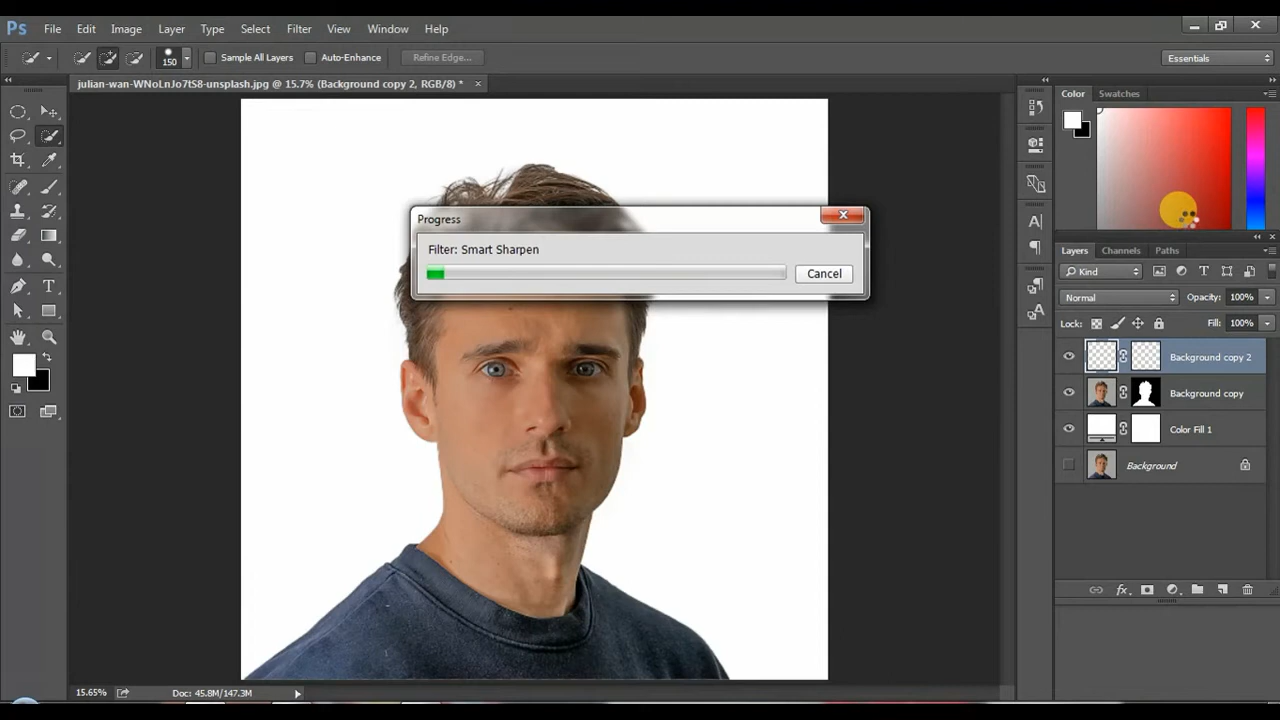 Ps File Edit Image Layer Type Select Filter View Window Help
150 Sample All Layers Auto-Enhance Refine Edge... Essentials
julian-wan-WNoLnJo7tS8-unsplash.jpg @ 15.7% (Background copy 2, RGB/8) *
Color Swatches
Progress
Filter: Smart Sharpen
Cancel
Layers Channels Paths
Kind
Normal Opacity: 100%
Lock: Fill: 100%
Background copy 2
Background copy
Color Fill 1
Background
15.65% Doc: 45.8M/147.3M